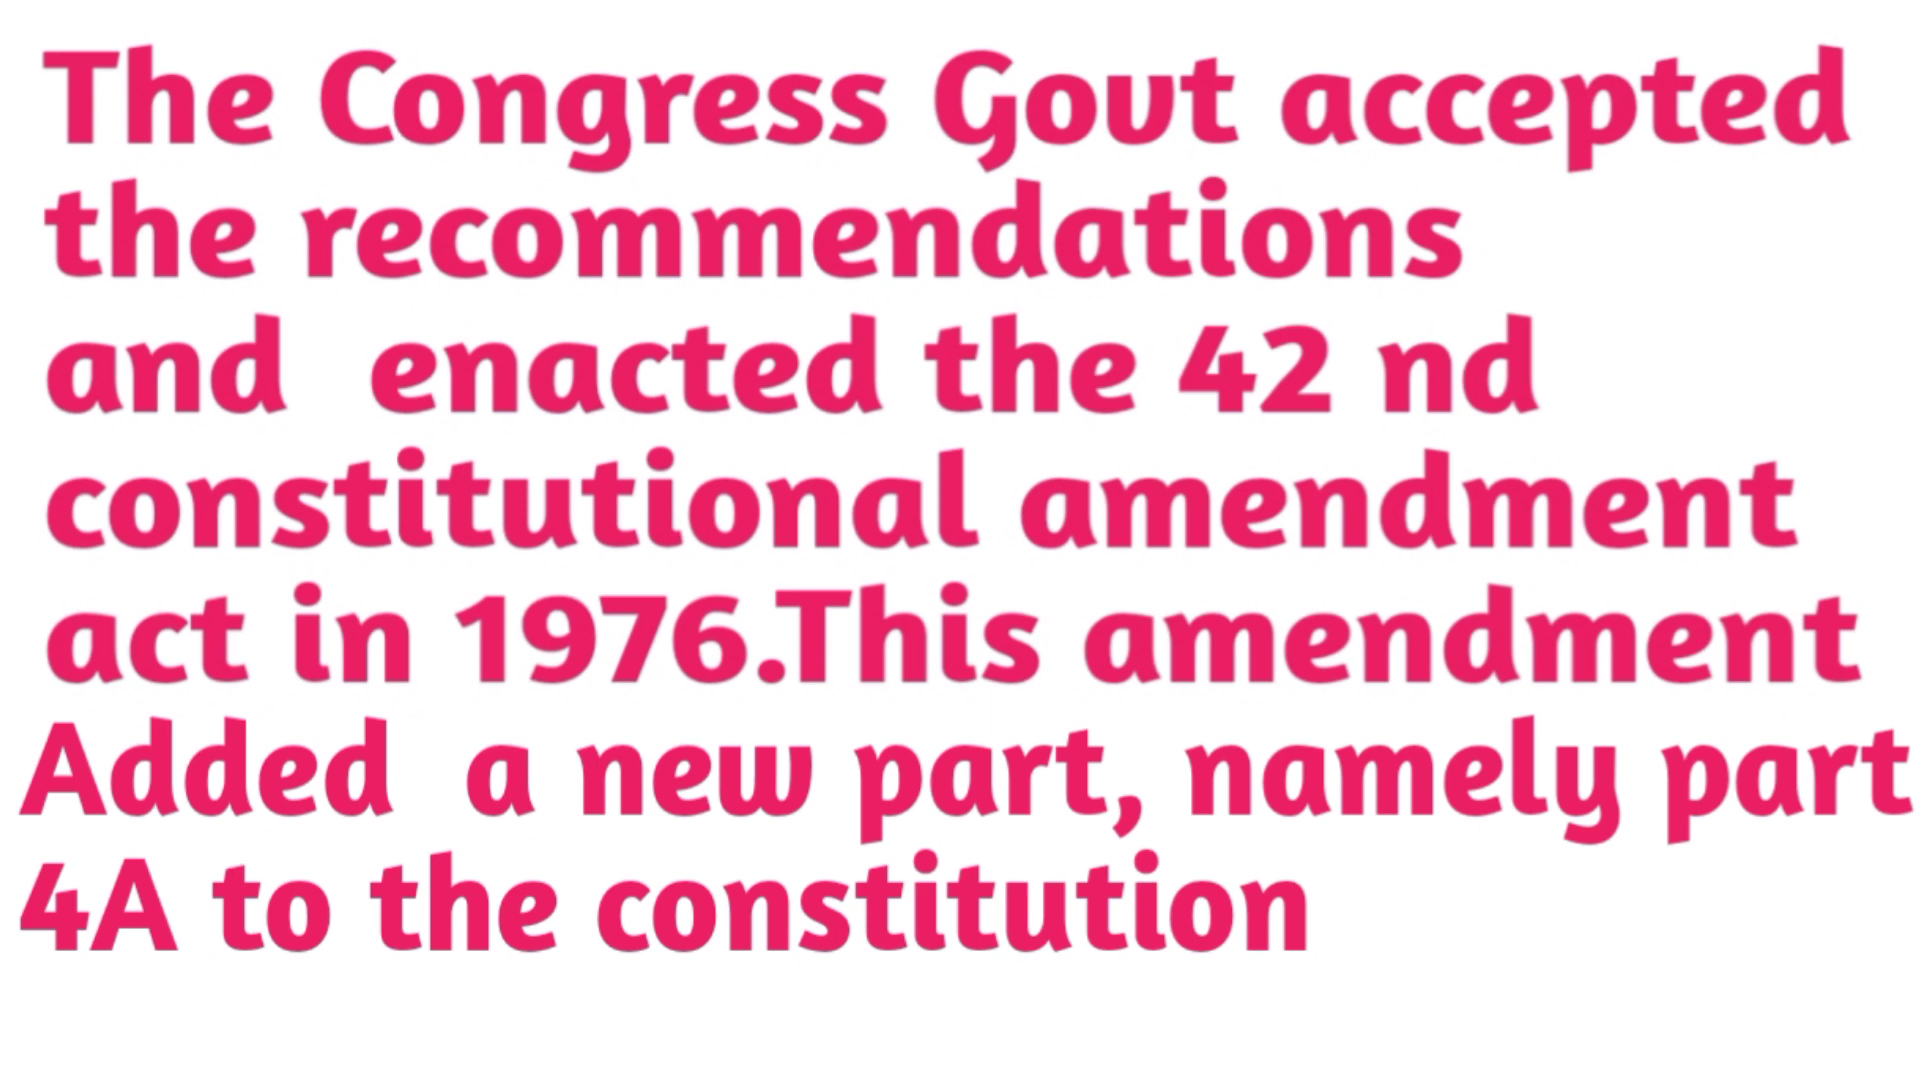 The Congress Govt accepted
the recommendations
and  enacted the 42 nd
constitutional amendment
act in 1976.This amendment
Added  a new part, namely part
4A to the constitution